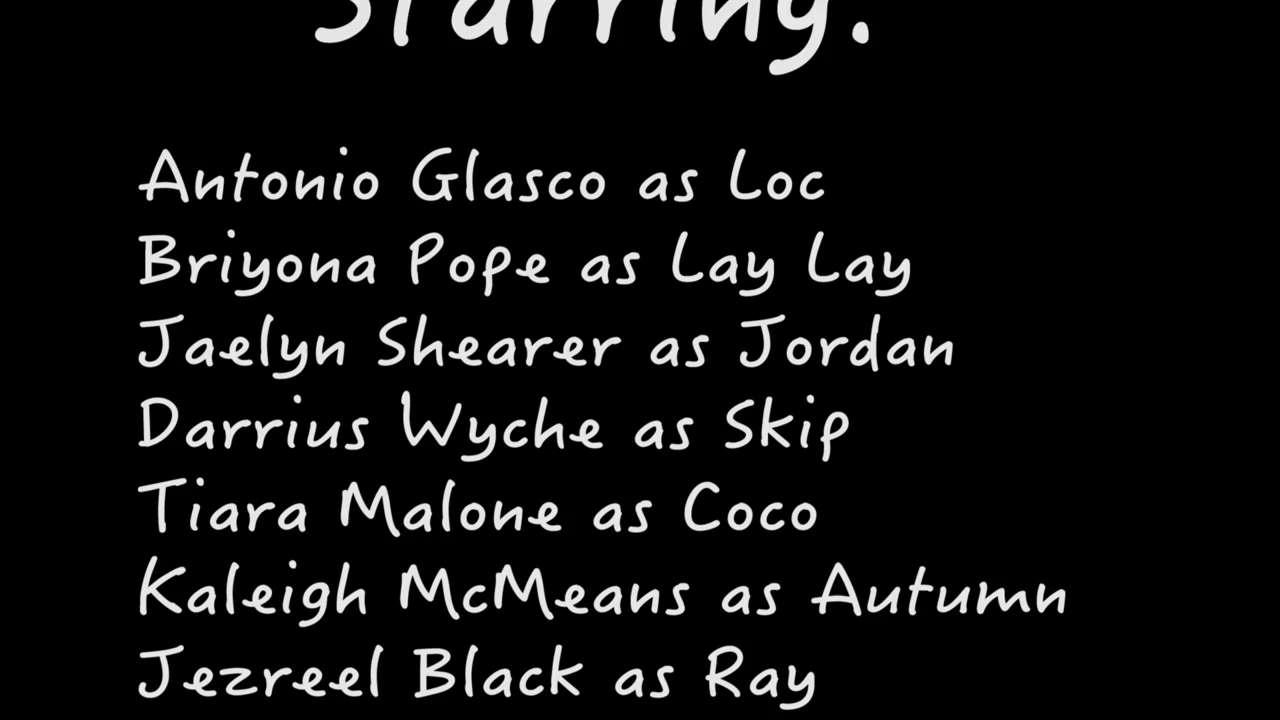 Starring:
Antonio Glasco as Loc
Briyona Pope as Lay Lay
Jaelyn Shearer as Jordan
Darrius Wyche as Skip
Tiara Malone as Coco
Kaleigh McMeans as Autumn
Jezreel Black as Ray